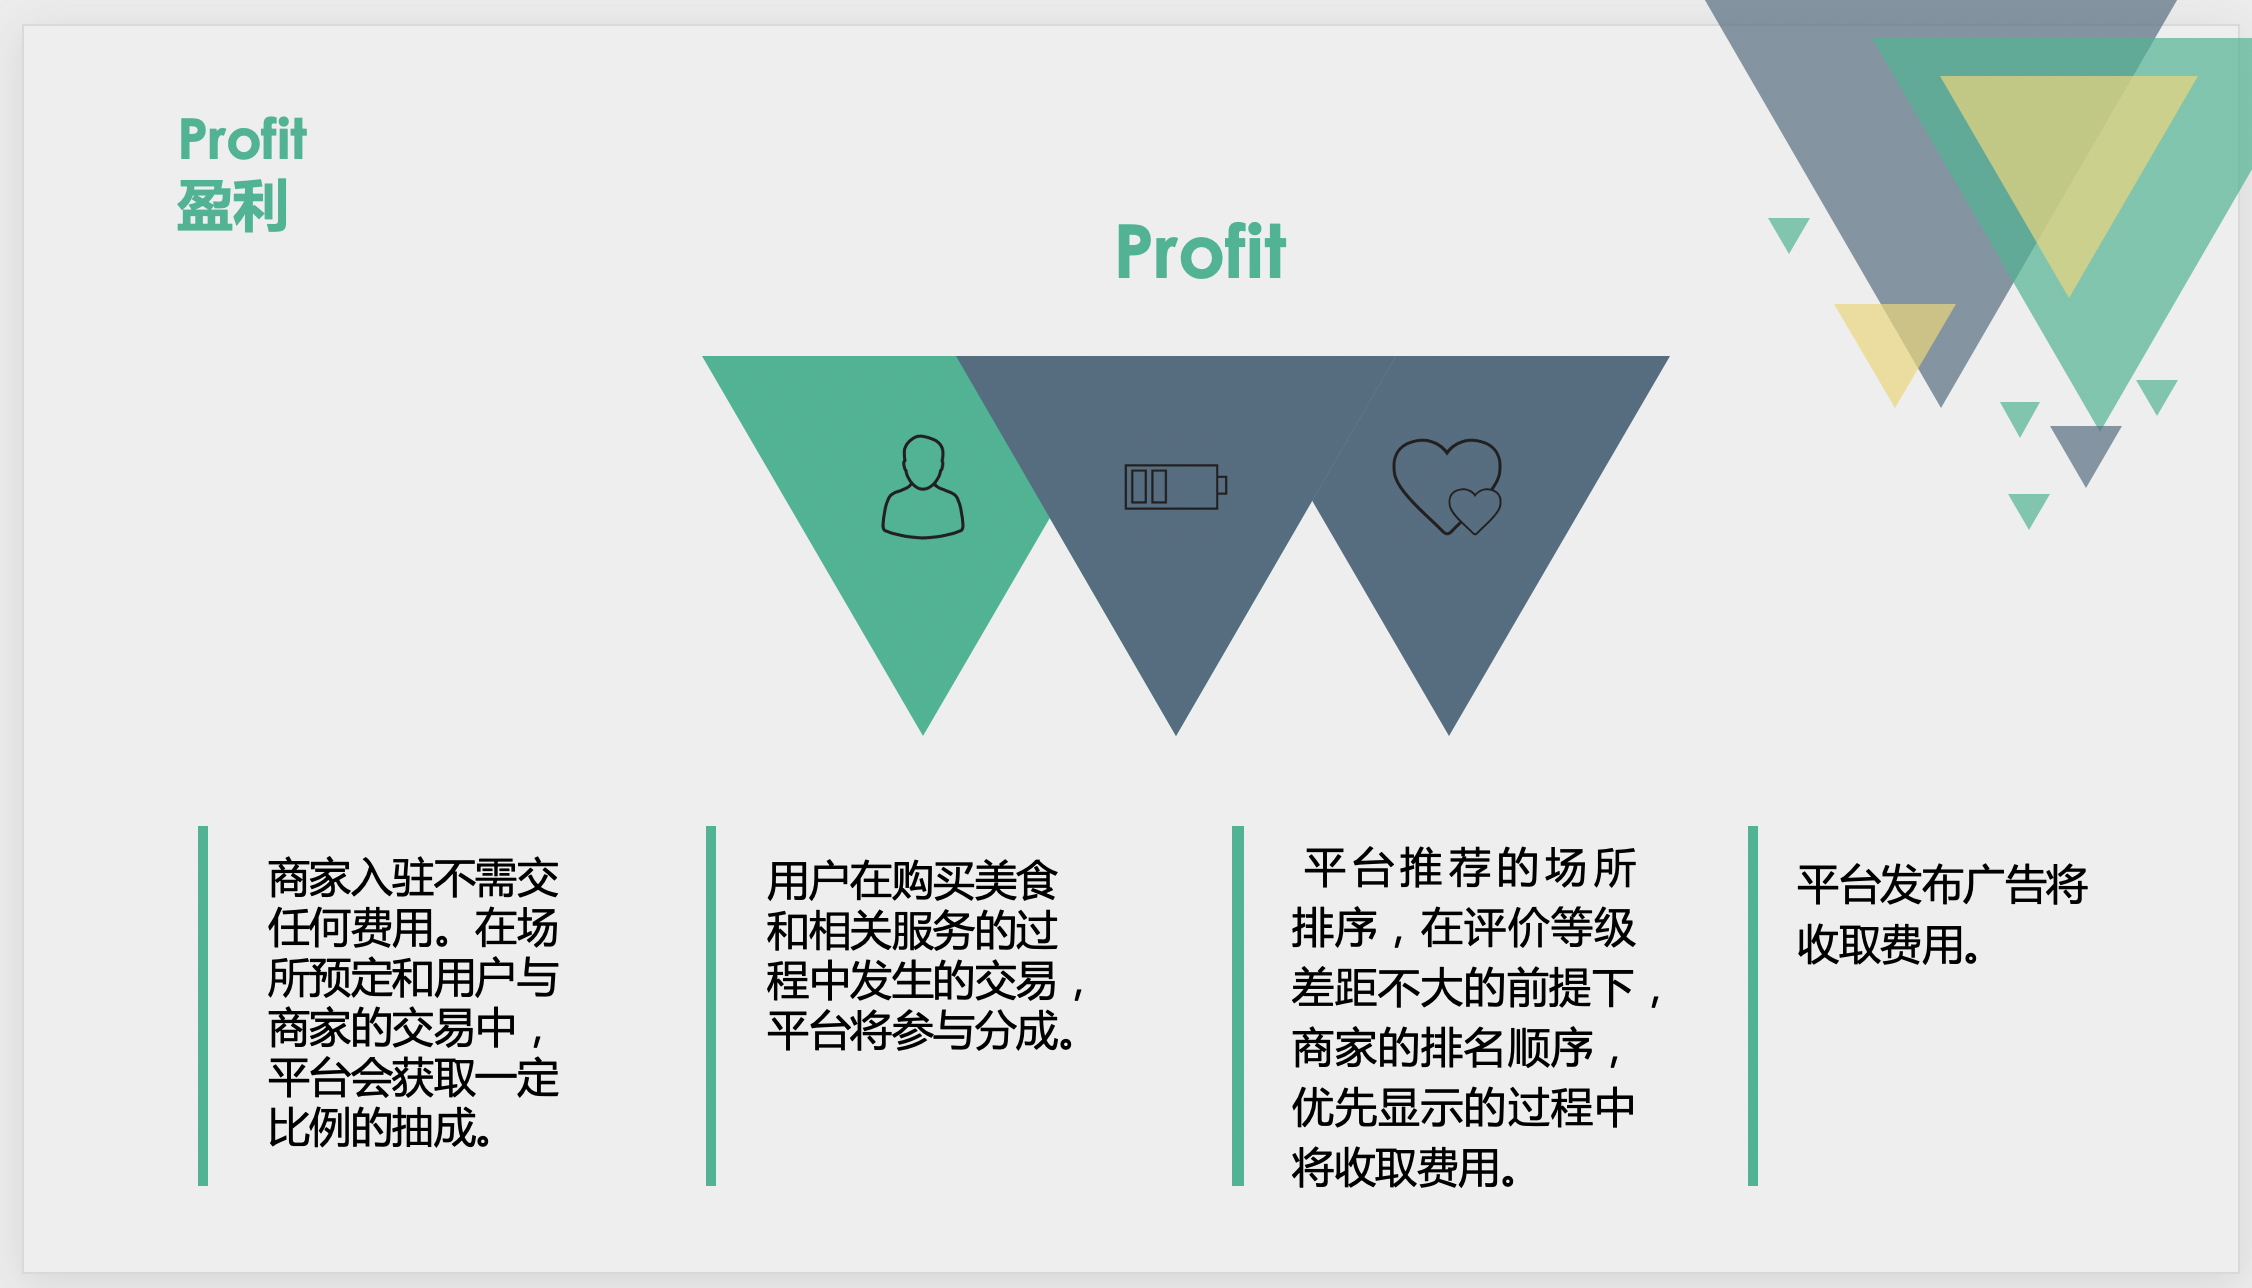 Profit
盈利
Profit
商家入驻不需交
任何费用。在场
所预定和用户与
商家的交易中，
平台会获取一定
比例的抽成。
用户在购买美食
和相关服务的过
程中发生的交易，
平台将参与分成。
平台推荐的场所
排序，在评价等级
差距不大的前提下，
商家的排名顺序，
优先显示的过程中
将收取费用。
平台发布广告将
收取费用。